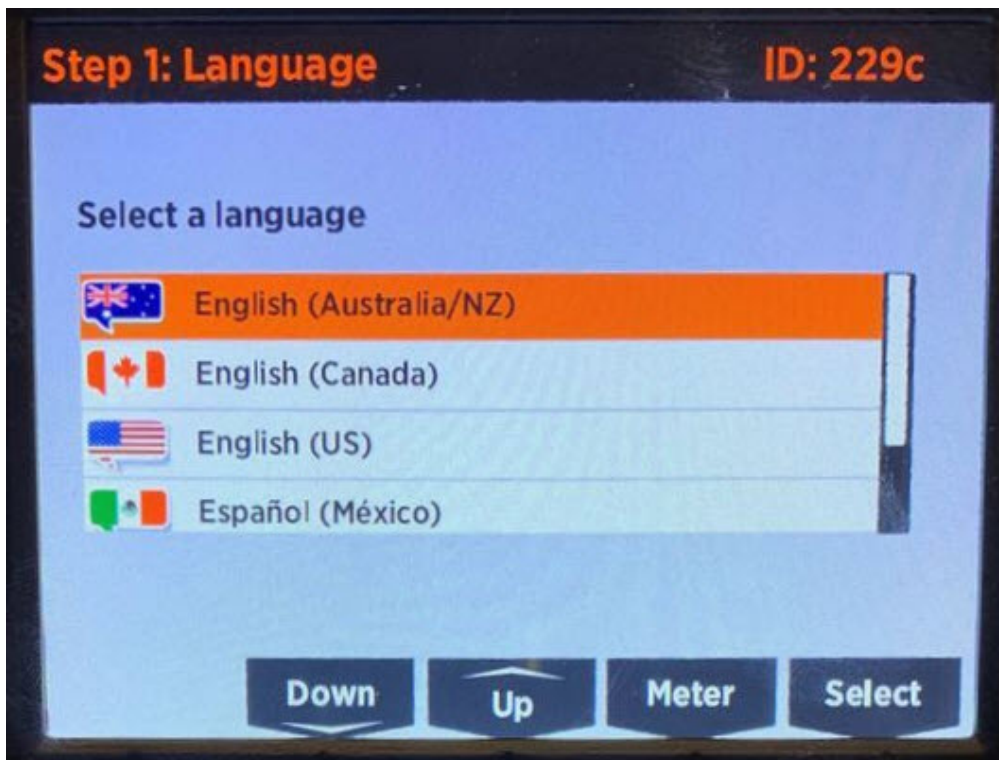 Step 1: Language ID: 229c
Select a language
English (Australia/NZ)
English (Canada)
English (US)
Español (México)
Down Up Meter Select